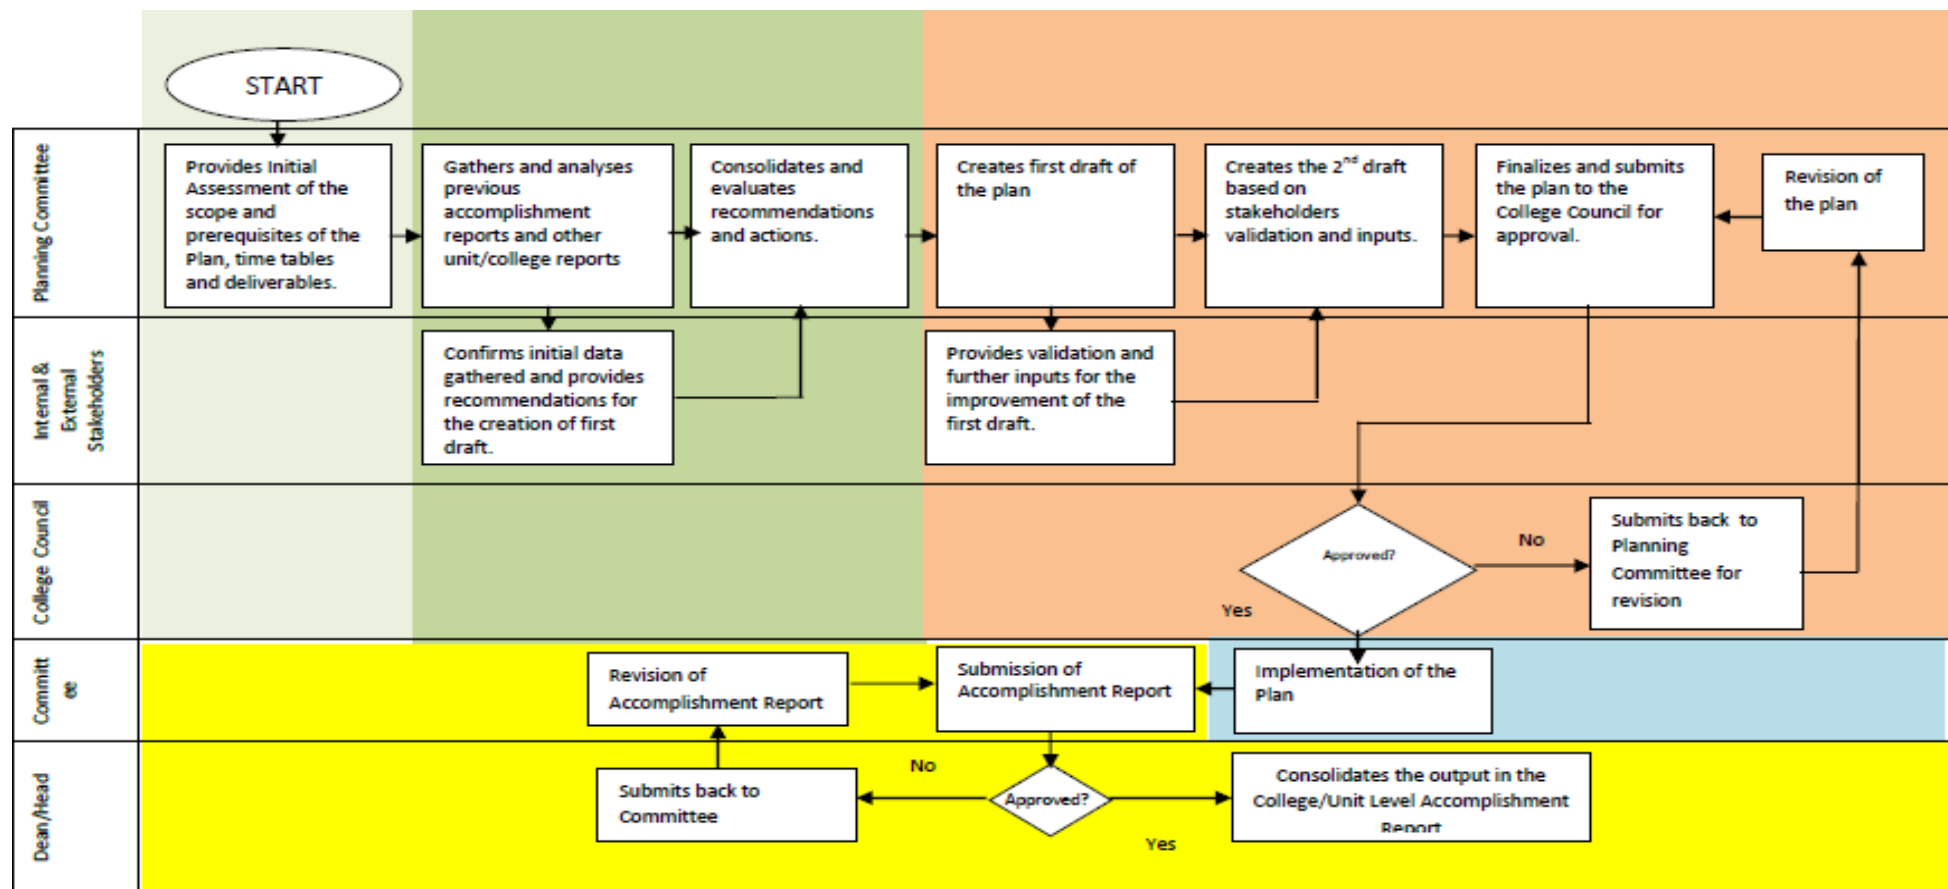 START
Planning Committee
Provides Initial
Assessment of the
scope and
prerequisites of the
Plan, time tables
and deliverables.
Gathers and analyses
previous
accomplishment
reports and other
unit/college reports
Consolidates and
evaluates
recommendations
and actions.
Creates first draft of
the plan
Creates the 2nd draft
based on
stakeholders
validation and inputs.
Finalizes and submits
the plan to the
College Council for
approval.
Revision of
the plan
Internal &
External
Stakeholders
Confirms initial data
gathered and provides
recommendations for
the creation of first
draft.
Provides validation and
further inputs for the
improvement of the
first draft.
College Council
Approved?
No
Yes
Submits back to
Planning
Committee for
revision
Committ
ee
Revision of
Accomplishment Report
Submission of
Accomplishment Report
Implementation of the
Plan
Dean/Head
Submits back to
Committee
No
Approved?
Yes
Consolidates the output in the
College/Unit Level Accomplishment
Report